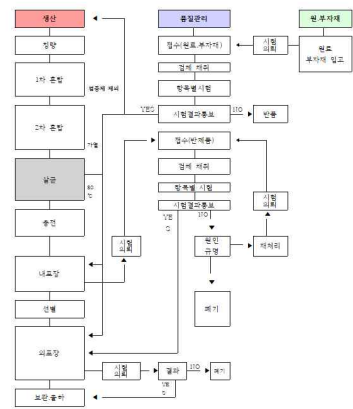 생산
품질관리
원.부자재
칭량
접수(원료.부자재)
시험
의뢰
원료
부자재 입고
1차 혼합
검체 채취
항목별시험
시험결과통보
YES
NO
반품
2차 혼합
가열
접수(반제품)
검체 채취
살균
80
℃
항목별 시험
시험결과통보
시험
의뢰
YE
NO
충전
시험
의뢰
원인
규명
재처리
내포장
폐기
선별
외포장
시험
의뢰
결과
NO
폐기
YE
보관.출하